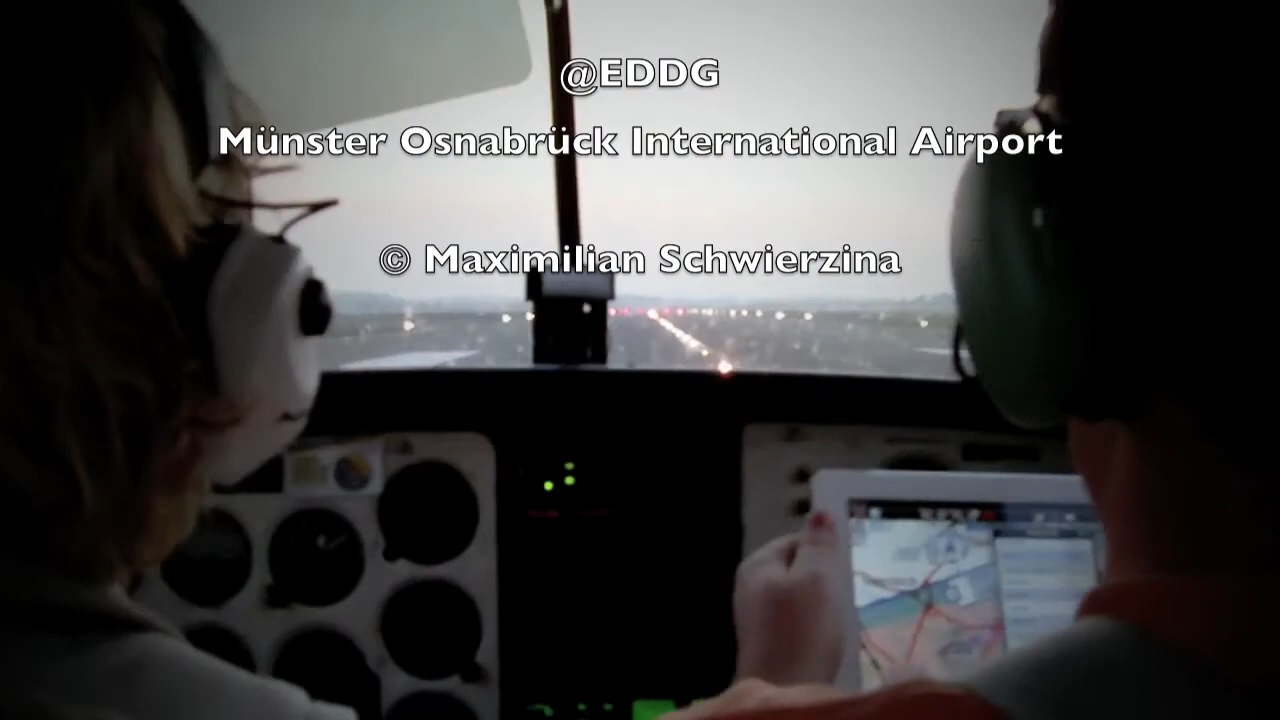 @EDDG
Münster Osnabrück International Airport
© Maximilian Schwierzina